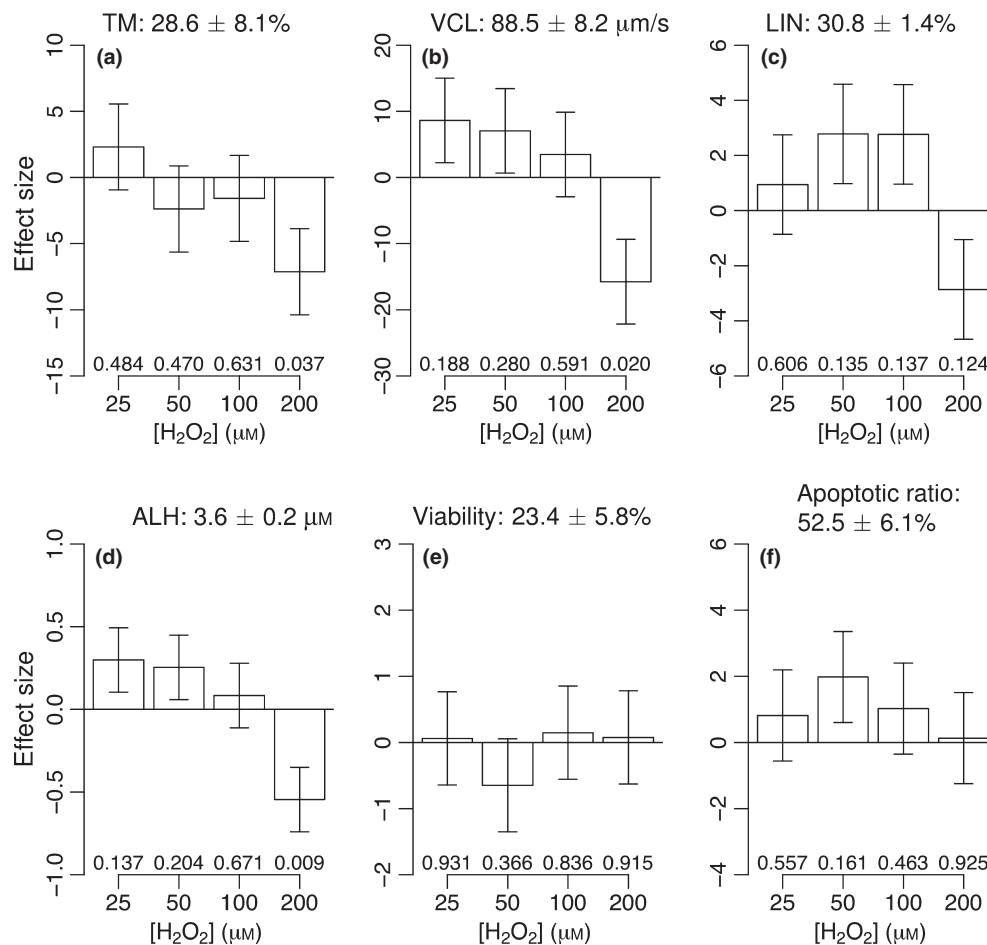 TM: 28.6 ± 8.1%
(a)
Effect size
10
5
0
−5
−10
−15
0.484 0.470 0.631 0.037
25 50 100 200
[H₂O₂] (μM)
VCL: 88.5 ± 8.2 μm/s
(b)
20
10
0
−10
−20
−30
0.188 0.280 0.591 0.020
25 50 100 200
[H₂O₂] (μM)
LIN: 30.8 ± 1.4%
(c)
6
4
2
0
−2
−4
−6
0.606 0.135 0.137 0.124
25 50 100 200
[H₂O₂] (μM)
ALH: 3.6 ± 0.2 μM
(d)
Effect size
1.0
0.5
0.0
−0.5
−1.0
0.137 0.204 0.671 0.009
25 50 100 200
[H₂O₂] (μM)
Viability: 23.4 ± 5.8%
(e)
3
2
1
0
−1
−2
0.931 0.366 0.836 0.915
25 50 100 200
[H₂O₂] (μM)
Apoptotic ratio:
52.5 ± 6.1%
(f)
6
4
2
0
−2
−4
0.557 0.161 0.463 0.925
25 50 100 200
[H₂O₂] (μM)